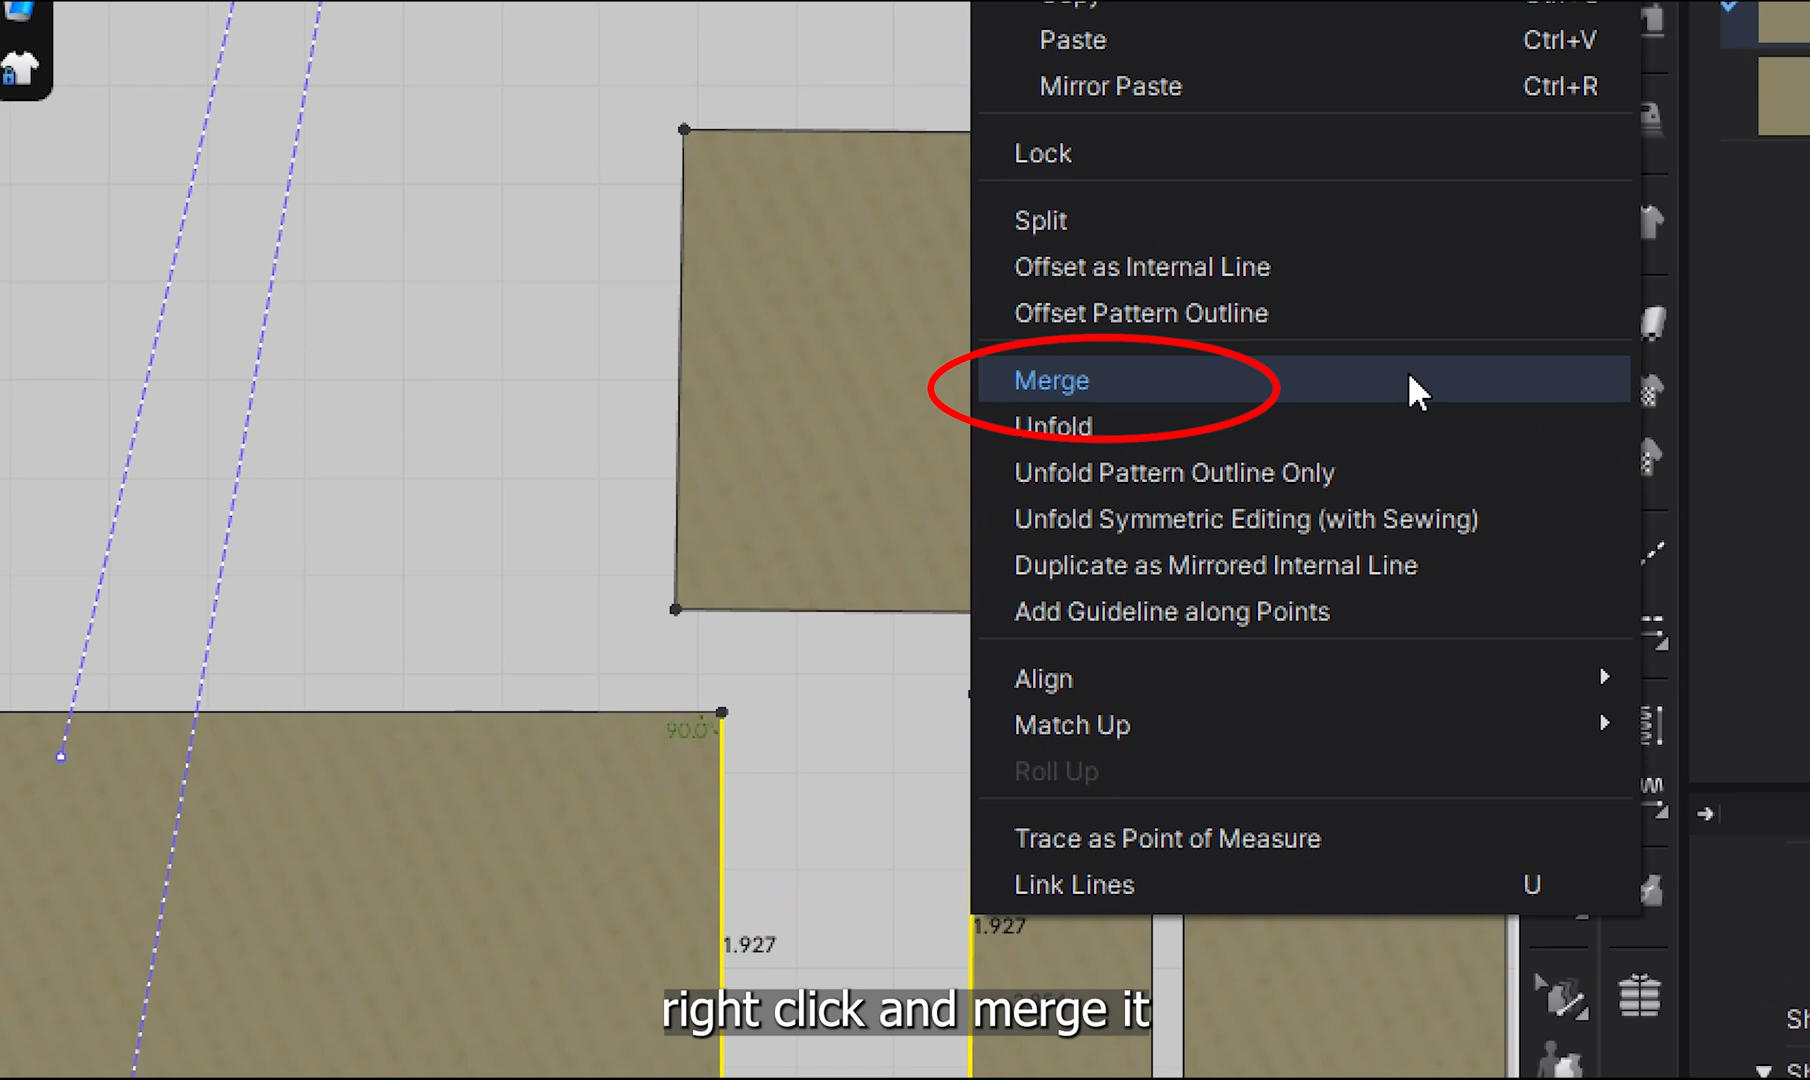 Paste Ctrl+V
Mirror Paste Ctrl+R
Lock
Split
Offset as Internal Line
Offset Pattern Outline
Merge
Unfold
Unfold Pattern Outline Only
Unfold Symmetric Editing (with Sewing)
Duplicate as Mirrored Internal Line
Add Guideline along Points
Align
Match Up
90.0°
Roll Up
Trace as Point of Measure
Link Lines U
1.927
1.927
right click and merge it